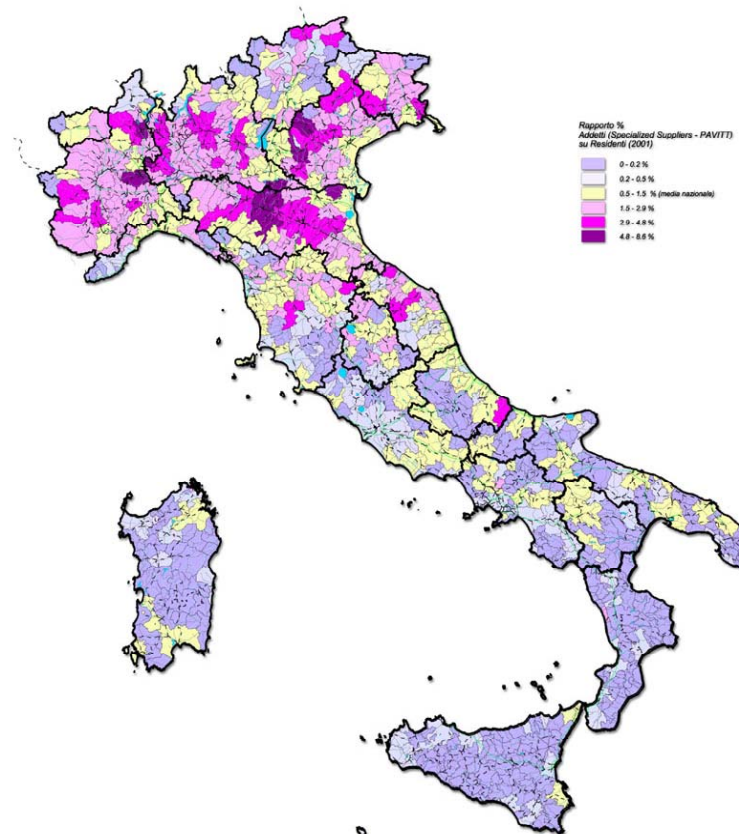 Rapporto %
Addetti (Specialized Suppliers - PAVITT)
su Residenti (2001)
0 - 0.2 %
0.2 - 0.5 %
0.5 - 1.5 % (media nazionale)
1.5 - 2.9 %
2.9 - 4.8 %
4.8 - 8.6 %